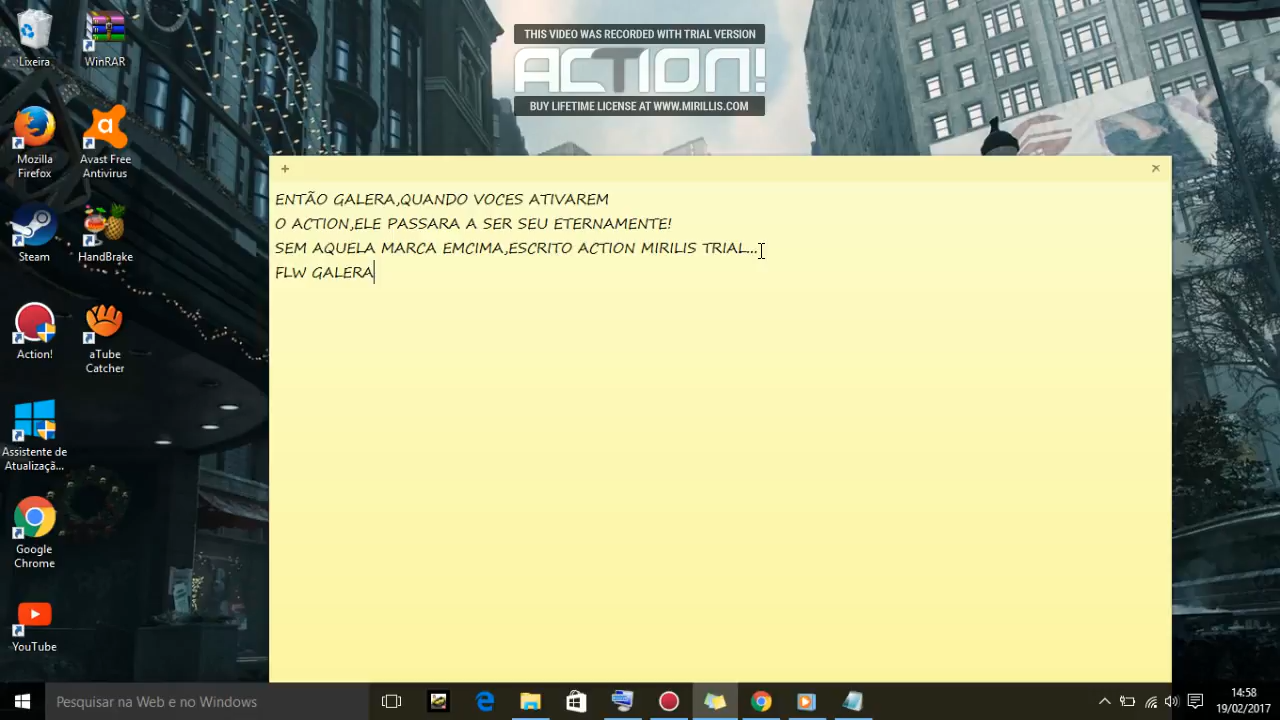 Lixeira
WinRAR
THIS VIDEO WAS RECORDED WITH TRIAL VERSION
ACTION!
BUY LIFETIME LICENSE AT WWW.MIRILLIS.COM
Mozilla
Firefox
Avast Free
Antivirus
Steam
HandBrake
Action!
aTube
Catcher
Assistente de
Atualizaçã...
Google
Chrome
YouTube
+
×
ENTÃO GALERA,QUANDO VOCES ATIVAREM
O ACTION,ELE PASSARA A SER SEU ETERNAMENTE!
SEM AQUELA MARCA EMCIMA,ESCRITO ACTION MIRILIS TRIAL...
FLW GALERA
Pesquisar na Web e no Windows
14:58
19/02/2017